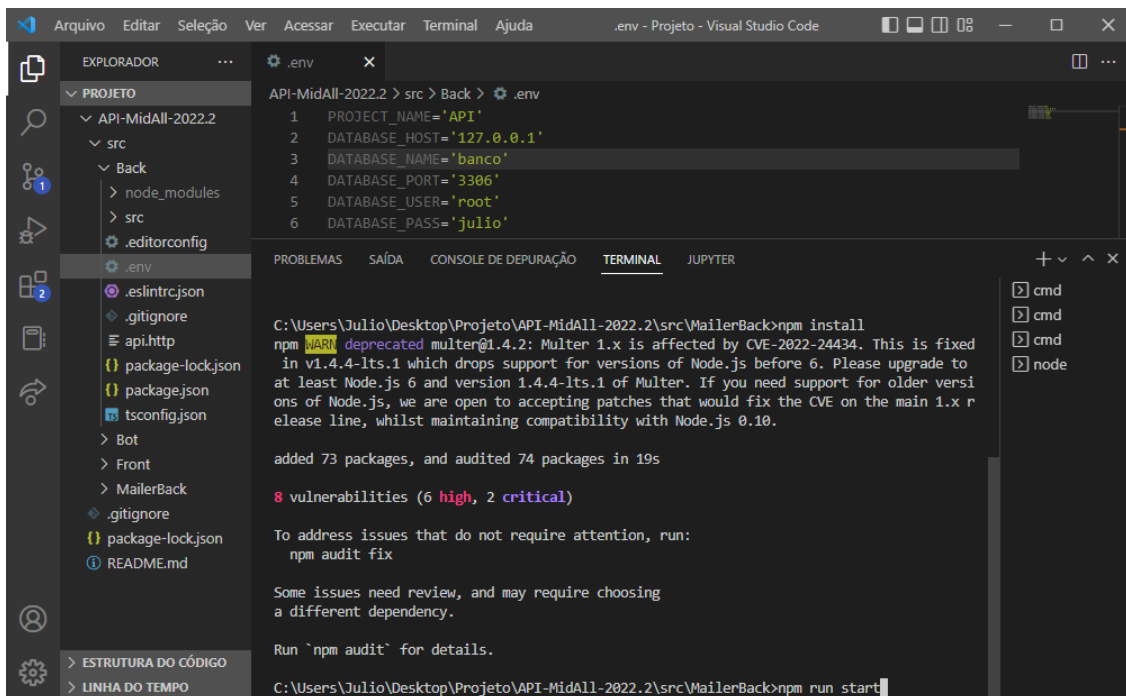 Arquivo Editar Seleção Ver Acessar Executar Terminal Ajuda .env - Projeto - Visual Studio Code
EXPLORADOR
PROJETO
API-MidAll-2022.2
src
Back
node_modules
src
.editorconfig
.env
.eslintrc.json
.gitignore
api.http
package-lock.json
package.json
tsconfig.json
Bot
Front
MailerBack
.gitignore
package-lock.json
README.md
ESTRUTURA DO CÓDIGO
LINHA DO TEMPO
1
2
.env
API-MidAll-2022.2 > src > Back > .env
1 PROJECT_NAME='API'
2 DATABASE_HOST='127.0.0.1'
3 DATABASE_NAME='banco'
4 DATABASE_PORT='3306'
5 DATABASE_USER='root'
6 DATABASE_PASS='julio'
PROBLEMAS SAÍDA CONSOLE DE DEPURAÇÃO TERMINAL JUPYTER
C:\Users\Julio\Desktop\Projeto\API-MidAll-2022.2\src\MailerBack>npm install
npm WARN deprecated multer@1.4.2: Multer 1.x is affected by CVE-2022-24434. This is fixed
in v1.4.4-lts.1 which drops support for versions of Node.js before 6. Please upgrade to
at least Node.js 6 and version 1.4.4-lts.1 of Multer. If you need support for older versi
ons of Node.js, we are open to accepting patches that would fix the CVE on the main 1.x r
elease line, whilst maintaining compatibility with Node.js 0.10.
added 73 packages, and audited 74 packages in 19s
8 vulnerabilities (6 high, 2 critical)
To address issues that do not require attention, run:
npm audit fix
Some issues need review, and may require choosing
a different dependency.
Run `npm audit` for details.
C:\Users\Julio\Desktop\Projeto\API-MidAll-2022.2\src\MailerBack>npm run start
cmd
cmd
cmd
node